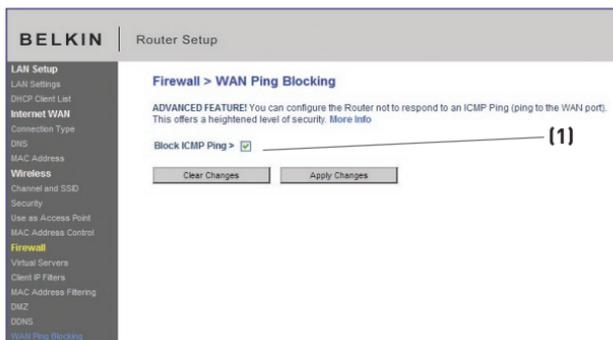 BELKIN
Router Setup
LAN Setup
LAN Settings
DHCP Client List
Internet WAN
Connection Type
DNS
MAC Address
Wireless
Channel and SSID
Security
Use as Access Point
MAC Address Control
Firewall
Virtual Servers
Client IP Filters
MAC Address Filtering
DMZ
DDNS
WAN Ping Blocking
Firewall > WAN Ping Blocking
ADVANCED FEATURE! You can configure the Router not to respond to an ICMP Ping (ping to the WAN port).
This offers a heightened level of security. More Info
Block ICMP Ping >
(1)
Clear Changes
Apply Changes